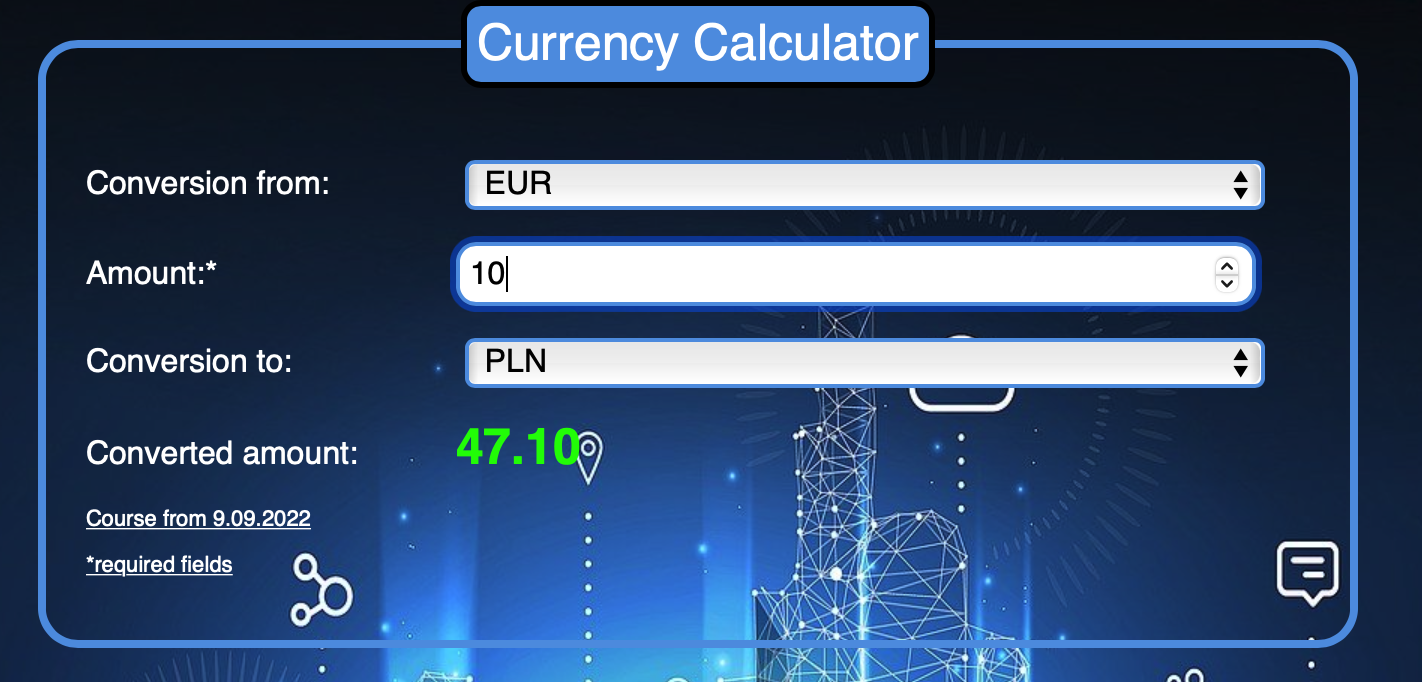 Currency Calculator
Conversion from: EUR
Amount:* 10
Conversion to: PLN
Converted amount: 47.10
Course from 9.09.2022
*required fields